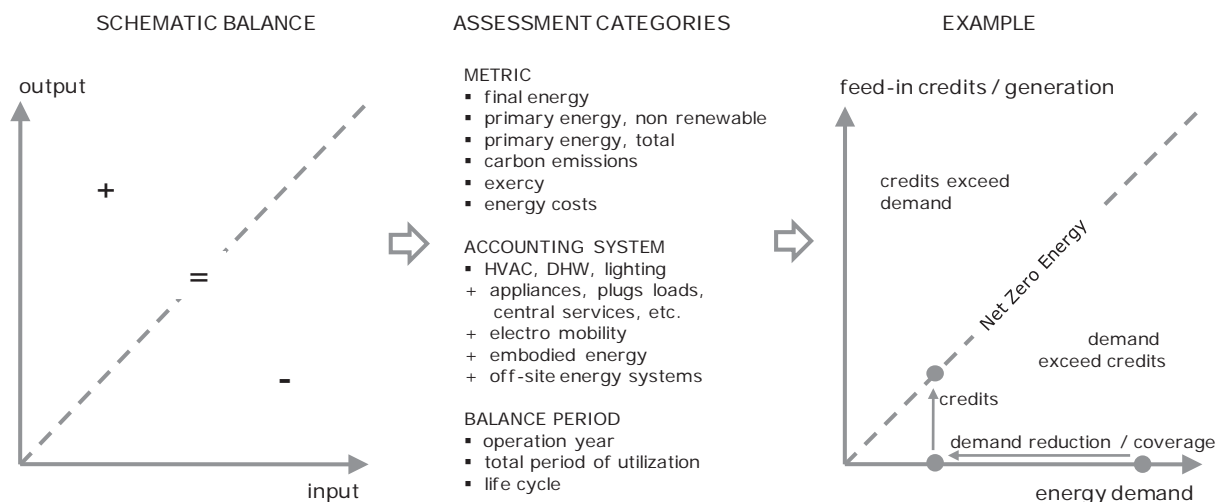 SCHEMATIC BALANCE
output
+
=
-
input
ASSESSMENT CATEGORIES
METRIC
▪ final energy
▪ primary energy, non renewable
▪ primary energy, total
▪ carbon emissions
▪ exercy
▪ energy costs
ACCOUNTING SYSTEM
▪ HVAC, DHW, lighting
+ appliances, plugs loads,
central services, etc.
+ electro mobility
+ embodied energy
+ off-site energy systems
BALANCE PERIOD
▪ operation year
▪ total period of utilization
▪ life cycle
EXAMPLE
feed-in credits / generation
credits exceed
demand
Net Zero Energy
demand
exceed credits
credits
demand reduction / coverage
energy demand